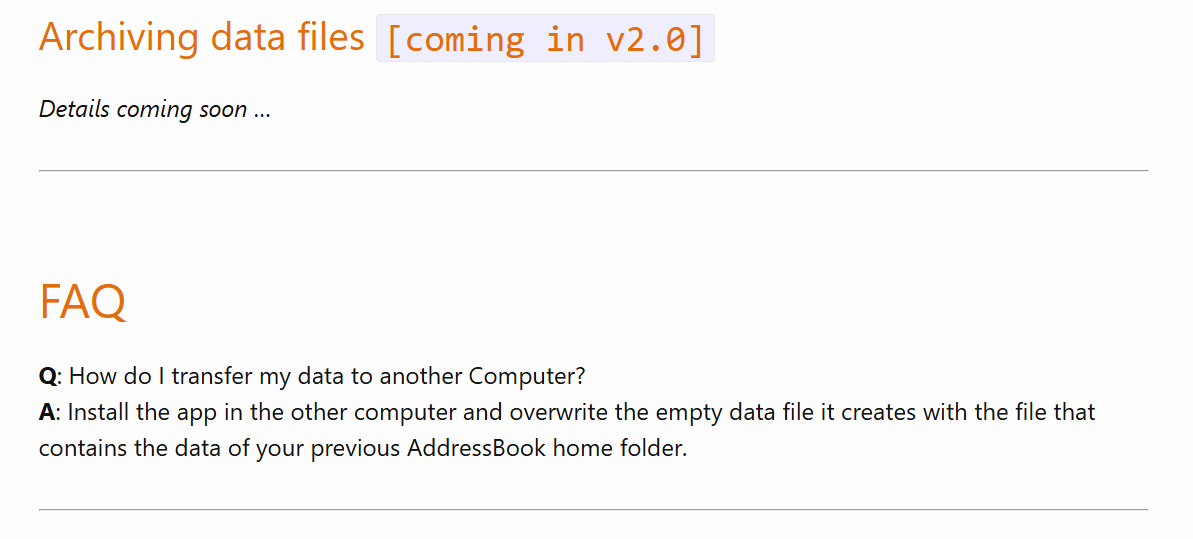 Archiving data files [coming in v2.0]
Details coming soon ...
FAQ
Q: How do I transfer my data to another Computer?
A: Install the app in the other computer and overwrite the empty data file it creates with the file that
contains the data of your previous AddressBook home folder.